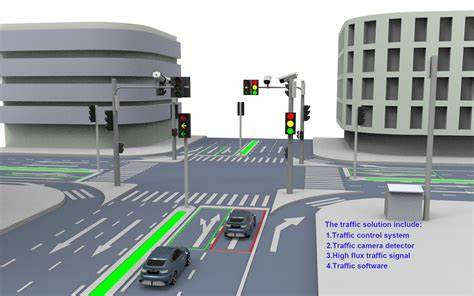 The traffic solution include:
1.Traffic control system
2.Traffic camera detector
3.High flux traffic signal
4.Traffic software